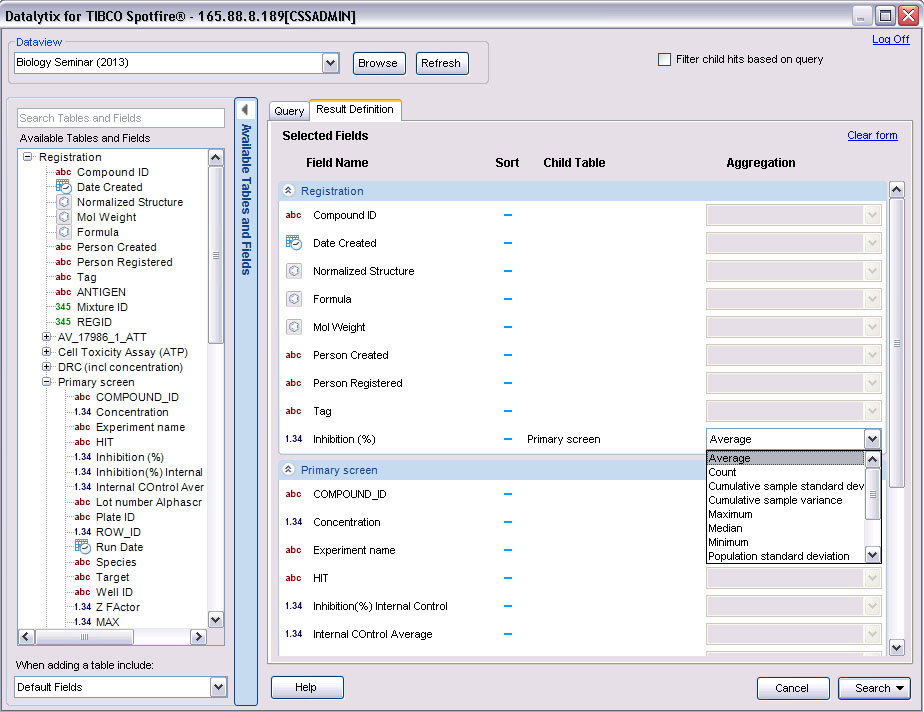 Datalytix for TIBCO Spotfire® - 165.88.8.189[CSSADMIN]
Log Off
Dataview
Biology Seminar (2013)
Browse
Refresh
Filter child hits based on query
Search Tables and Fields
Available Tables and Fields
Registration
abc Compound ID
Date Created
Normalized Structure
Mol Weight
Formula
abc Person Created
abc Person Registered
abc Tag
abc ANTIGEN
345 Mixture ID
345 REGID
AV_17986_1_ATT
Cell Toxicity Assay (ATP)
DRC (incl concentration)
Primary screen
abc COMPOUND_ID
1.34 Concentration
abc Experiment name
abc HIT
1.34 Inhibition (%)
1.34 Inhibition(%) Internal
1.34 Internal COntrol Aver
abc Lot number Alphascr
abc Plate ID
1.34 ROW_ID
Run Date
abc Species
abc Target
abc Well ID
1.34 Z FActor
1.34 MAX
When adding a table include:
Default Fields
Available Tables and Fields
Query
Result Definition
Selected Fields
Clear form
Field Name Sort Child Table Aggregation
Registration
abc Compound ID
Date Created
Normalized Structure
Formula
Mol Weight
abc Person Created
abc Person Registered
abc Tag
1.34 Inhibition (%) Primary screen Average
Average
Count
Cumulative sample standard dev
Cumulative sample variance
Maximum
Median
Minimum
Population standard deviation
Primary screen
abc COMPOUND_ID
1.34 Concentration
abc Experiment name
abc HIT
1.34 Inhibition(%) Internal Control
1.34 Internal COntrol Average
Help
Cancel
Search